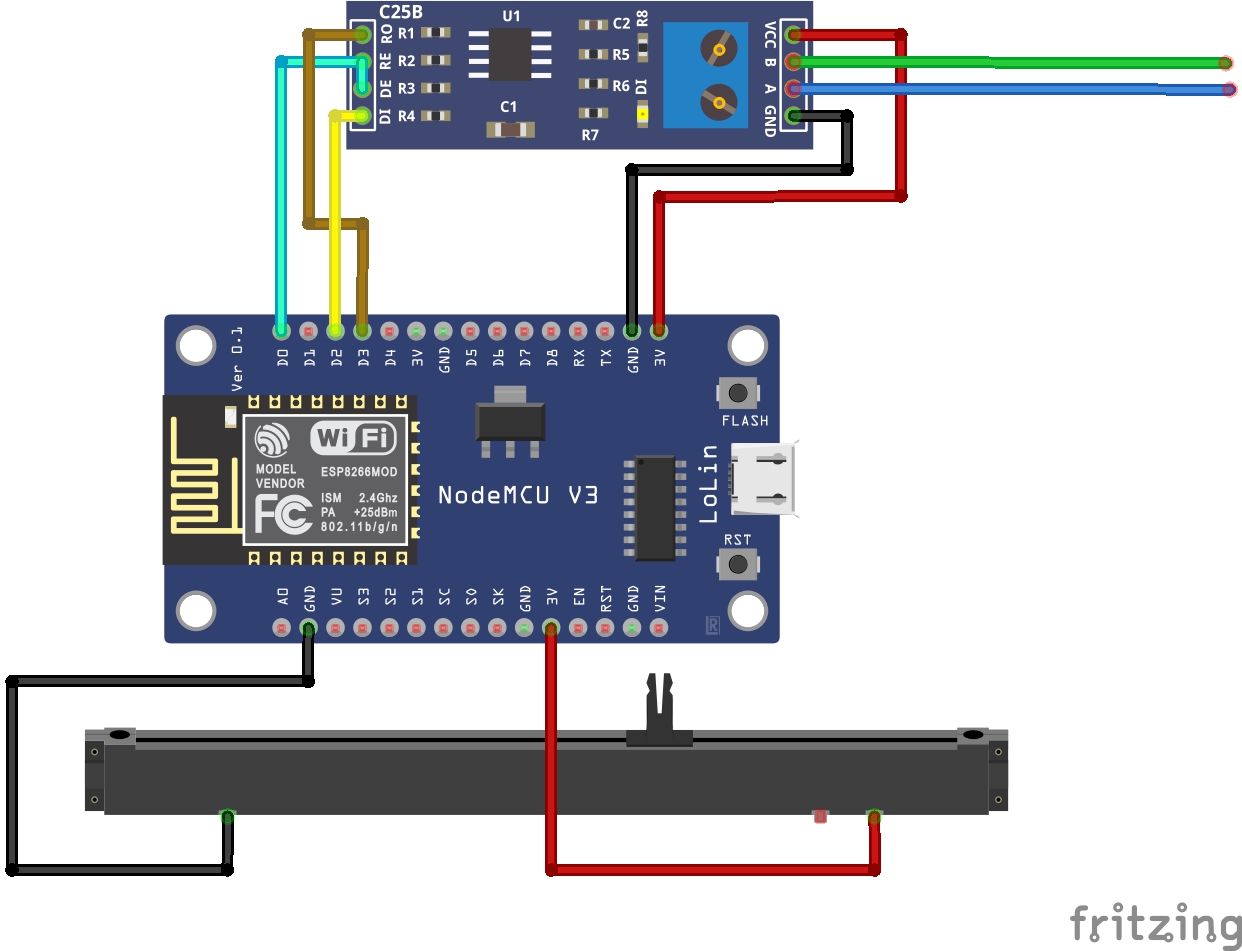 C25B
U1
RO R1
RE R2
DE R3
DI R4
C1
C2 R8
R5
R6 DI
R7
VCC
B
A
GND
Ver 0.1
D0 D1 D2 D3 D4 3V GND D5 D6 D7 D8 RX TX GND 3V
FLASH
WiFi
MODEL ESP8266MOD
VENDOR
ISM 2.4Ghz
PA +25dBm
802.11b/g/n
FC
NodeMCU V3
LoLin
RST
A0 GND VU S3 S2 S1 SC S0 SK GND 3V EN RST GND VIN
R
fritzing